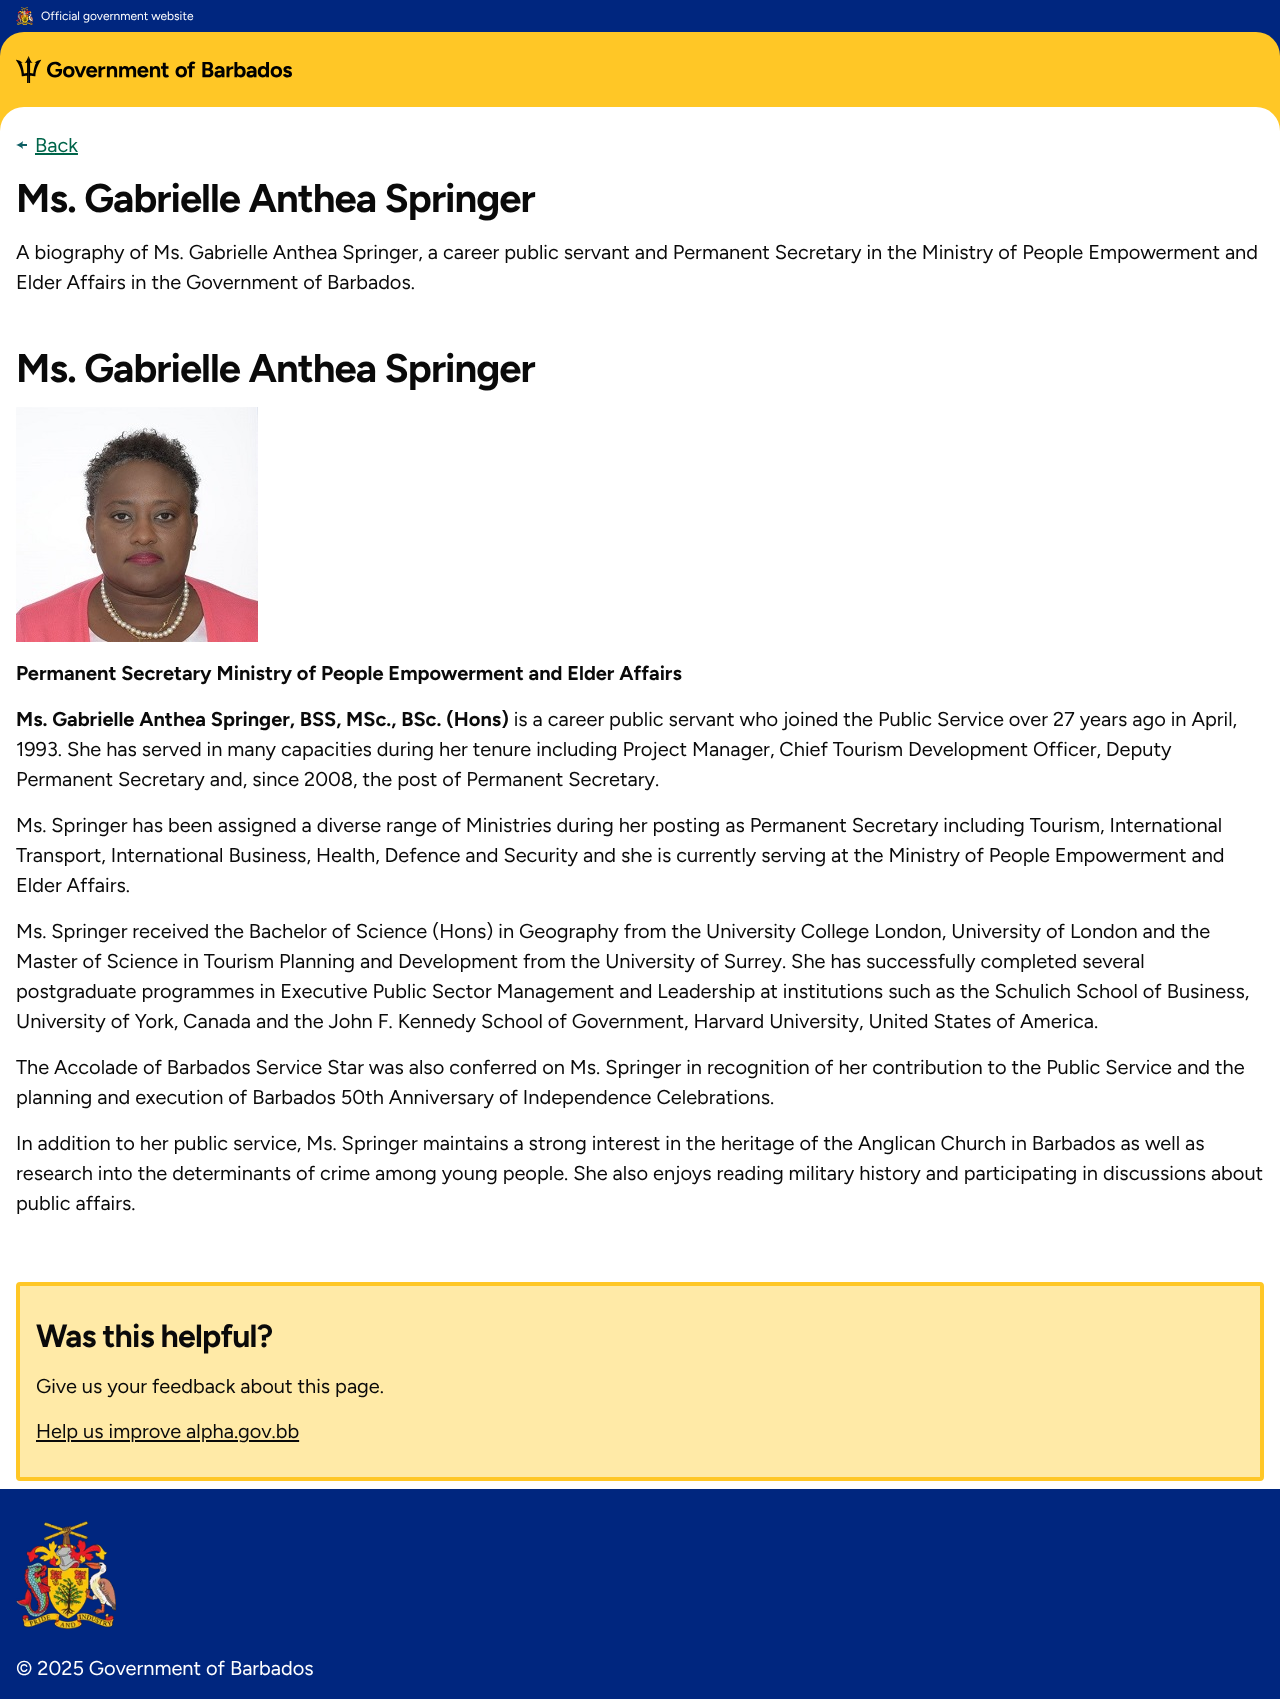 Official government website
Government of Barbados
Back
Ms. Gabrielle Anthea Springer
A biography of Ms. Gabrielle Anthea Springer, a career public servant and Permanent Secretary in the Ministry of People Empowerment and
Elder Affairs in the Government of Barbados.
Ms. Gabrielle Anthea Springer
Permanent Secretary Ministry of People Empowerment and Elder Affairs
Ms. Gabrielle Anthea Springer, BSS, MSc., BSc. (Hons) is a career public servant who joined the Public Service over 27 years ago in April,
1993. She has served in many capacities during her tenure including Project Manager, Chief Tourism Development Officer, Deputy
Permanent Secretary and, since 2008, the post of Permanent Secretary.
Ms. Springer has been assigned a diverse range of Ministries during her posting as Permanent Secretary including Tourism, International
Transport, International Business, Health, Defence and Security and she is currently serving at the Ministry of People Empowerment and
Elder Affairs.
Ms. Springer received the Bachelor of Science (Hons) in Geography from the University College London, University of London and the
Master of Science in Tourism Planning and Development from the University of Surrey. She has successfully completed several
postgraduate programmes in Executive Public Sector Management and Leadership at institutions such as the Schulich School of Business,
University of York, Canada and the John F. Kennedy School of Government, Harvard University, United States of America.
The Accolade of Barbados Service Star was also conferred on Ms. Springer in recognition of her contribution to the Public Service and the
planning and execution of Barbados 50th Anniversary of Independence Celebrations.
In addition to her public service, Ms. Springer maintains a strong interest in the heritage of the Anglican Church in Barbados as well as
research into the determinants of crime among young people. She also enjoys reading military history and participating in discussions about
public affairs.
Was this helpful?
Give us your feedback about this page.
Help us improve alpha.gov.bb
PRIDE AND INDUSTRY
© 2025 Government of Barbados